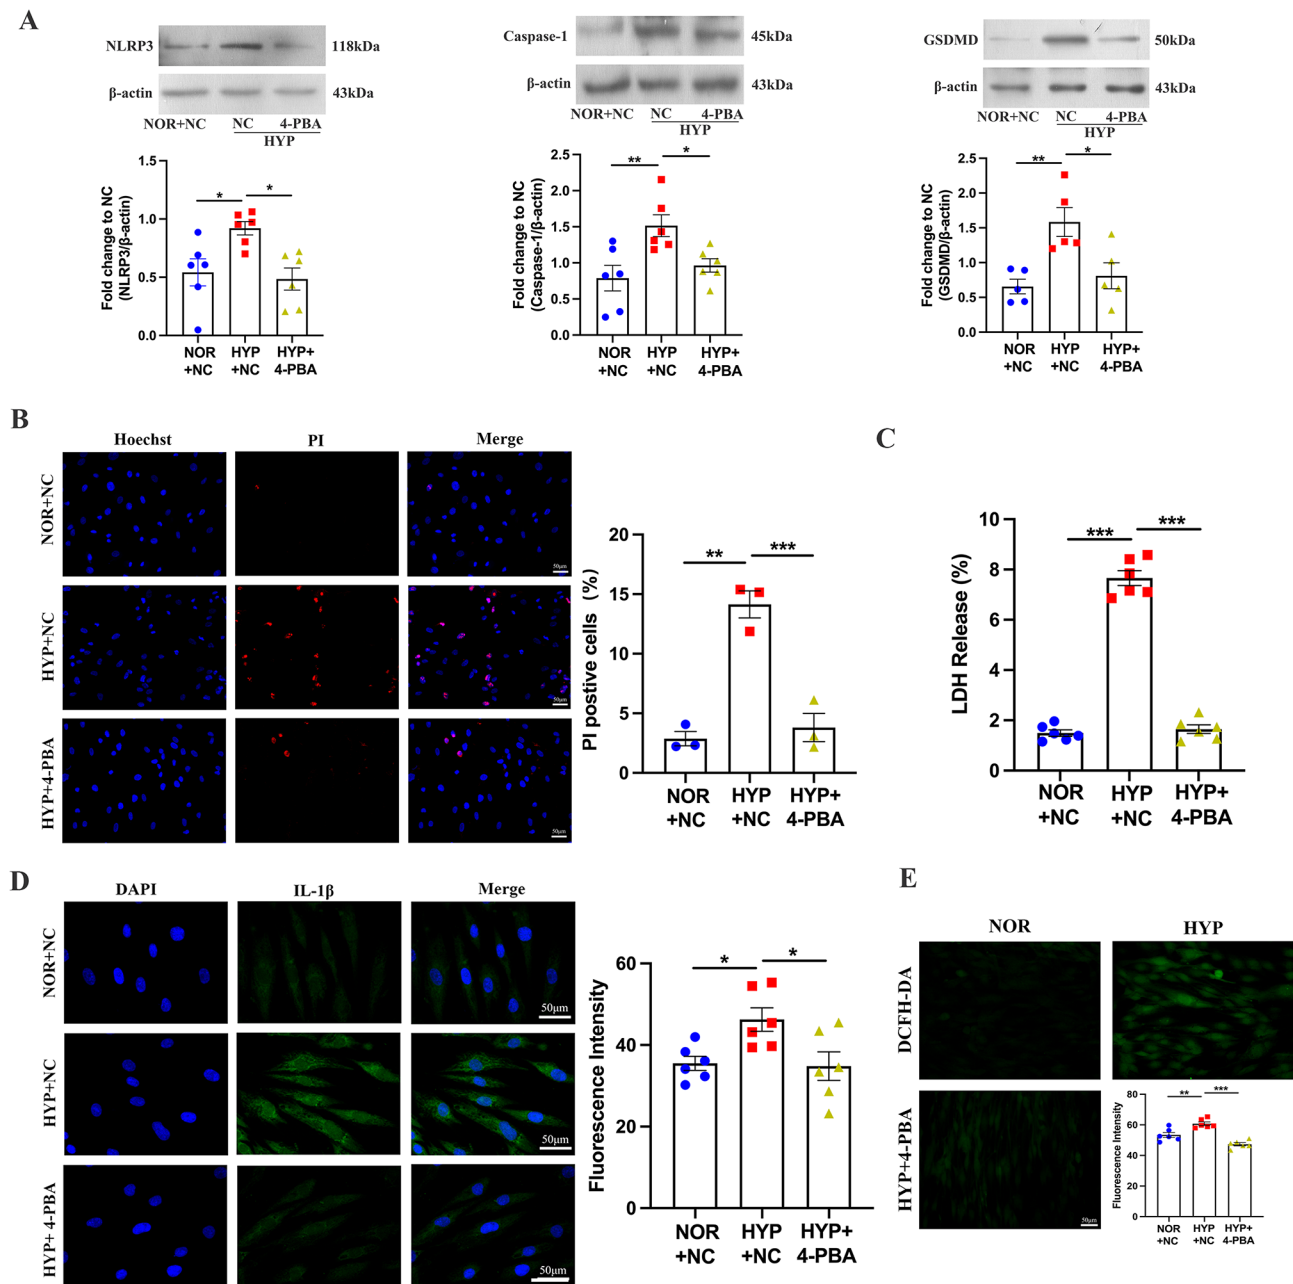 A
NLRP3
118kDa
β-actin
43kDa
NOR+NC
NC
4-PBA
HYP
Caspase-1
45kDa
β-actin
43kDa
NOR+NC
NC
4-PBA
HYP
GSDMD
50kDa
β-actin
43kDa
NOR+NC
NC
4-PBA
HYP
Fold change to NC
(NLRP3/β-actin)
1.5
1.0
0.5
0.0
*
*
NOR
+NC
HYP
+NC
HYP+
4-PBA
Fold change to NC
(Caspase-1/β-actin)
2.5
2.0
1.5
1.0
0.5
0.0
**
*
NOR
+NC
HYP
+NC
HYP+
4-PBA
Fold change to NC
(GSDMD/β-actin)
2.5
2.0
1.5
1.0
0.5
0.0
**
*
NOR
+NC
HYP
+NC
HYP+
4-PBA
B
Hoechst
PI
Merge
NOR+NC
50μm
HYP+NC
50μm
HYP+4-PBA
50μm
PI postive cells (%)
20
15
10
5
0
**
***
NOR
+NC
HYP
+NC
HYP+
4-PBA
C
LDH Release (%)
10
8
6
4
2
0
***
***
NOR
+NC
HYP
+NC
HYP+
4-PBA
D
DAPI
IL-1β
Merge
NOR+NC
50μm
HYP+NC
50μm
HYP+ 4-PBA
50μm
Fluorescence Intensity
60
40
20
0
*
*
NOR
+NC
HYP
+NC
HYP+
4-PBA
E
NOR
HYP
DCFH-DA
HYP+4-PBA
50μm
Fluorescence Intensity
80
60
40
20
0
**
***
NOR
+NC
HYP
+NC
HYP+
4-PBA